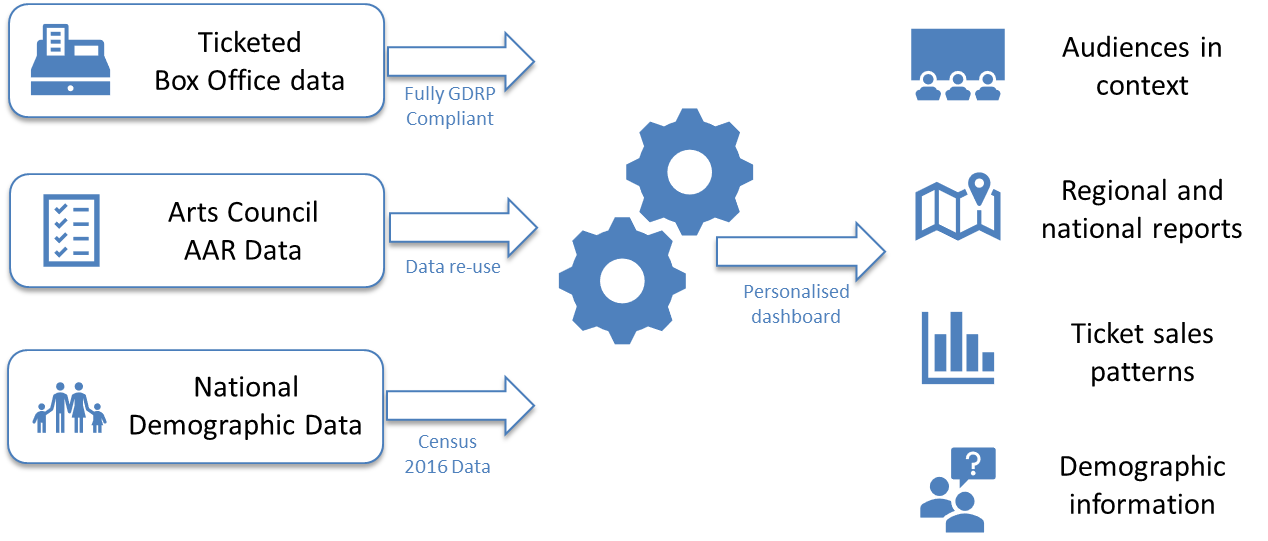 Ticketed
Box Office data
Fully GDRP
Compliant
Arts Council
AAR Data
Data re-use
National
Demographic Data
Census
2016 Data
Personalised
dashboard
Audiences in
context
Regional and
national reports
Ticket sales
patterns
?
Demographic
information